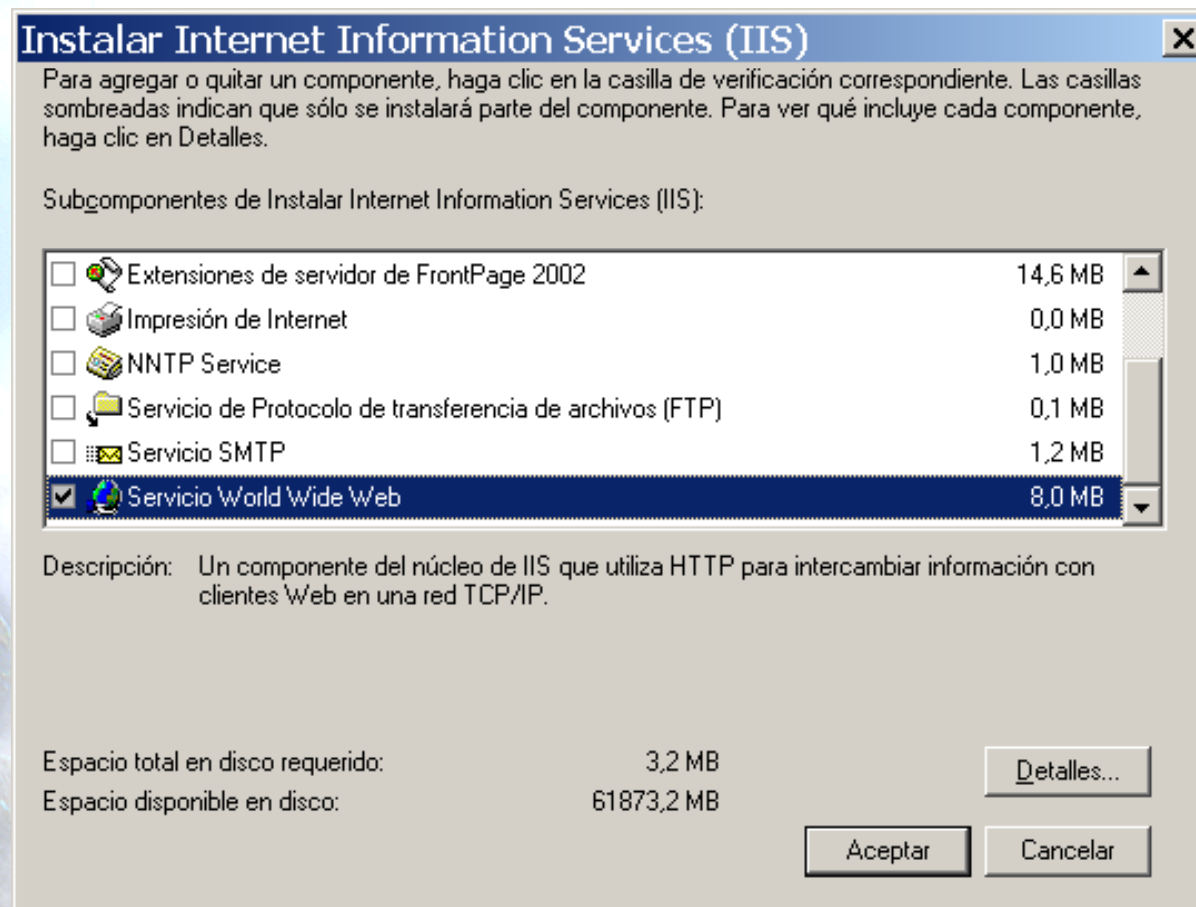 Instalar Internet Information Services (IIS)
Para agregar o quitar un componente, haga clic en la casilla de verificación correspondiente. Las casillas
sombreadas indican que sólo se instalará parte del componente. Para ver qué incluye cada componente,
haga clic en Detalles.
Subcomponentes de Instalar Internet Information Services (IIS):
Extensiones de servidor de FrontPage 2002 14,6 MB
Impresión de Internet 0,0 MB
NNTP Service 1,0 MB
Servicio de Protocolo de transferencia de archivos (FTP) 0,1 MB
Servicio SMTP 1,2 MB
Servicio World Wide Web 8,0 MB
Descripción: Un componente del núcleo de IIS que utiliza HTTP para intercambiar información con
clientes Web en una red TCP/IP.
Espacio total en disco requerido: 3,2 MB
Detalles...
Espacio disponible en disco: 61873,2 MB
Aceptar Cancelar